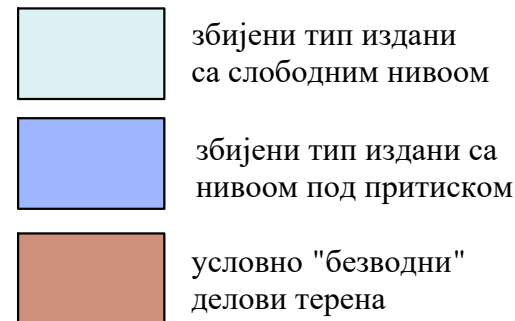 збијени тип издани
са слободним нивоом
збијени тип издани са
нивоом под притиском
условно "безводни"
делови терена